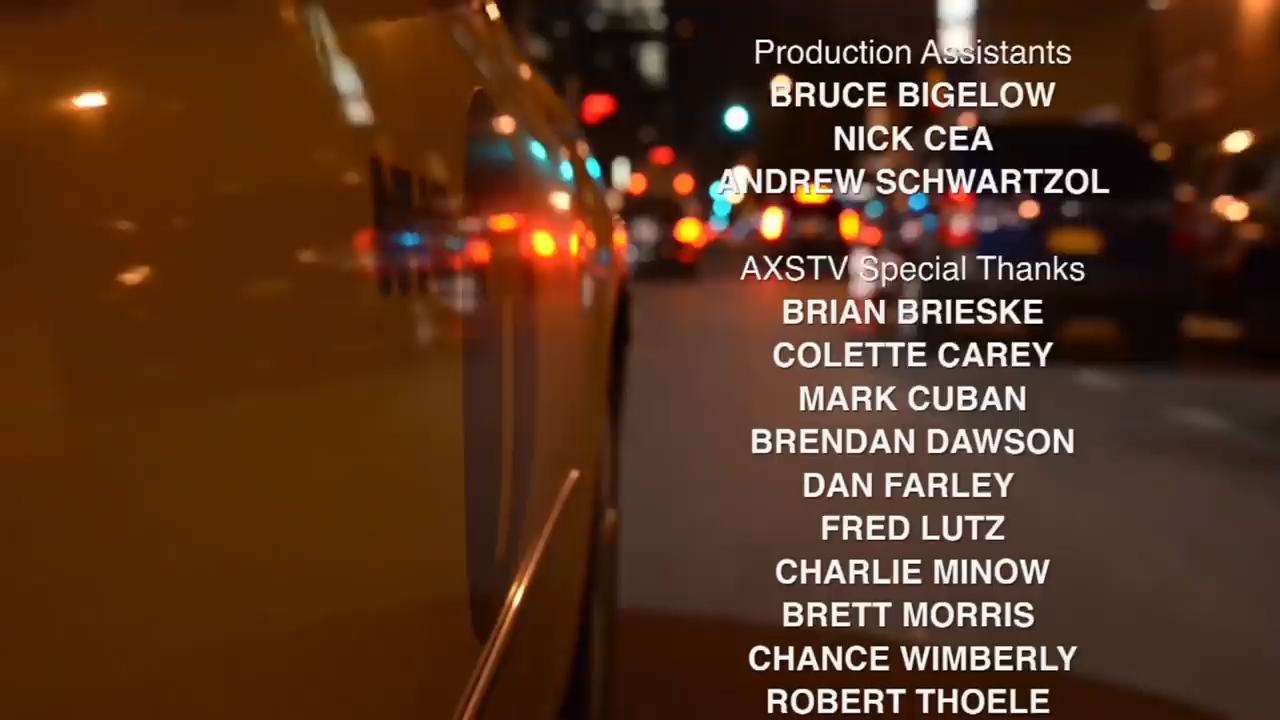 Production Assistants
BRUCE BIGELOW
NICK CEA
ANDREW SCHWARTZOL
AXSTV Special Thanks
BRIAN BRIESKE
COLETTE CAREY
MARK CUBAN
BRENDAN DAWSON
DAN FARLEY
FRED LUTZ
CHARLIE MINOW
BRETT MORRIS
CHANCE WIMBERLY
ROBERT THOELE